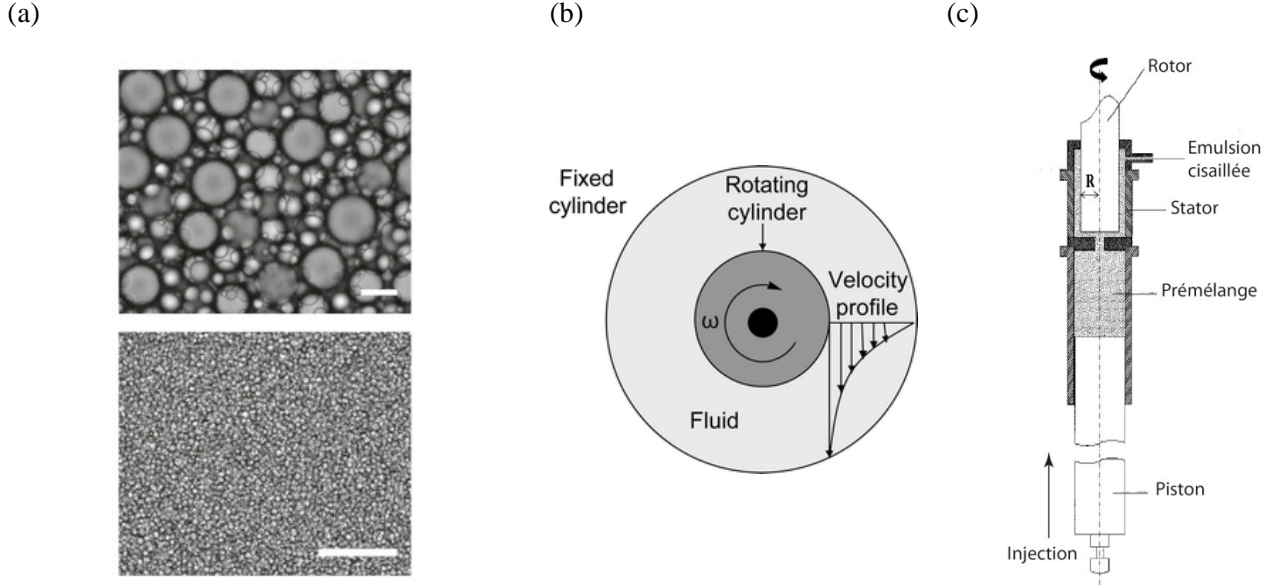 (a)
(b)
(c)
Fixed
cylinder
Rotating
cylinder
Velocity
profile
ω
Fluid
Rotor
Emulsion
cisaillée
R
Stator
Prémélange
Piston
Injection